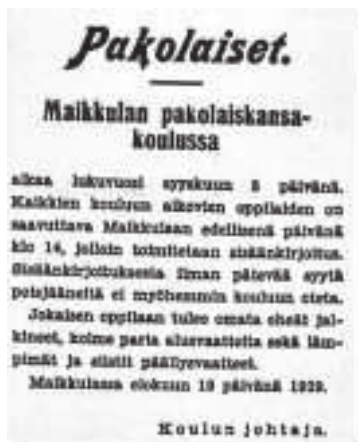 Pakolaiset.
Maikkulan pakolaiskansa-
koulussa
alkaa lukuvuosi syyskuun 8 päivänä.
Kaikkien kouluun aikovien oppilaiden on
saavuttava Maikkulaan edellisenä päivänä
klo 14, jolloin toimitetaan sisäänkirjoitus.
Sisäänkirjoituksesta ilman pätevää syytä
poisjääneitä ei myöhemmin kouluun oteta.
Jokaisen oppilaan tulee omata eheät jal-
kineet, kolme paria alusvaatteita sekä läm-
pimät ja siistit päällysvaatteet.
Maikkulassa elokuun 19 päivänä 1929.
Koulun johtaja.